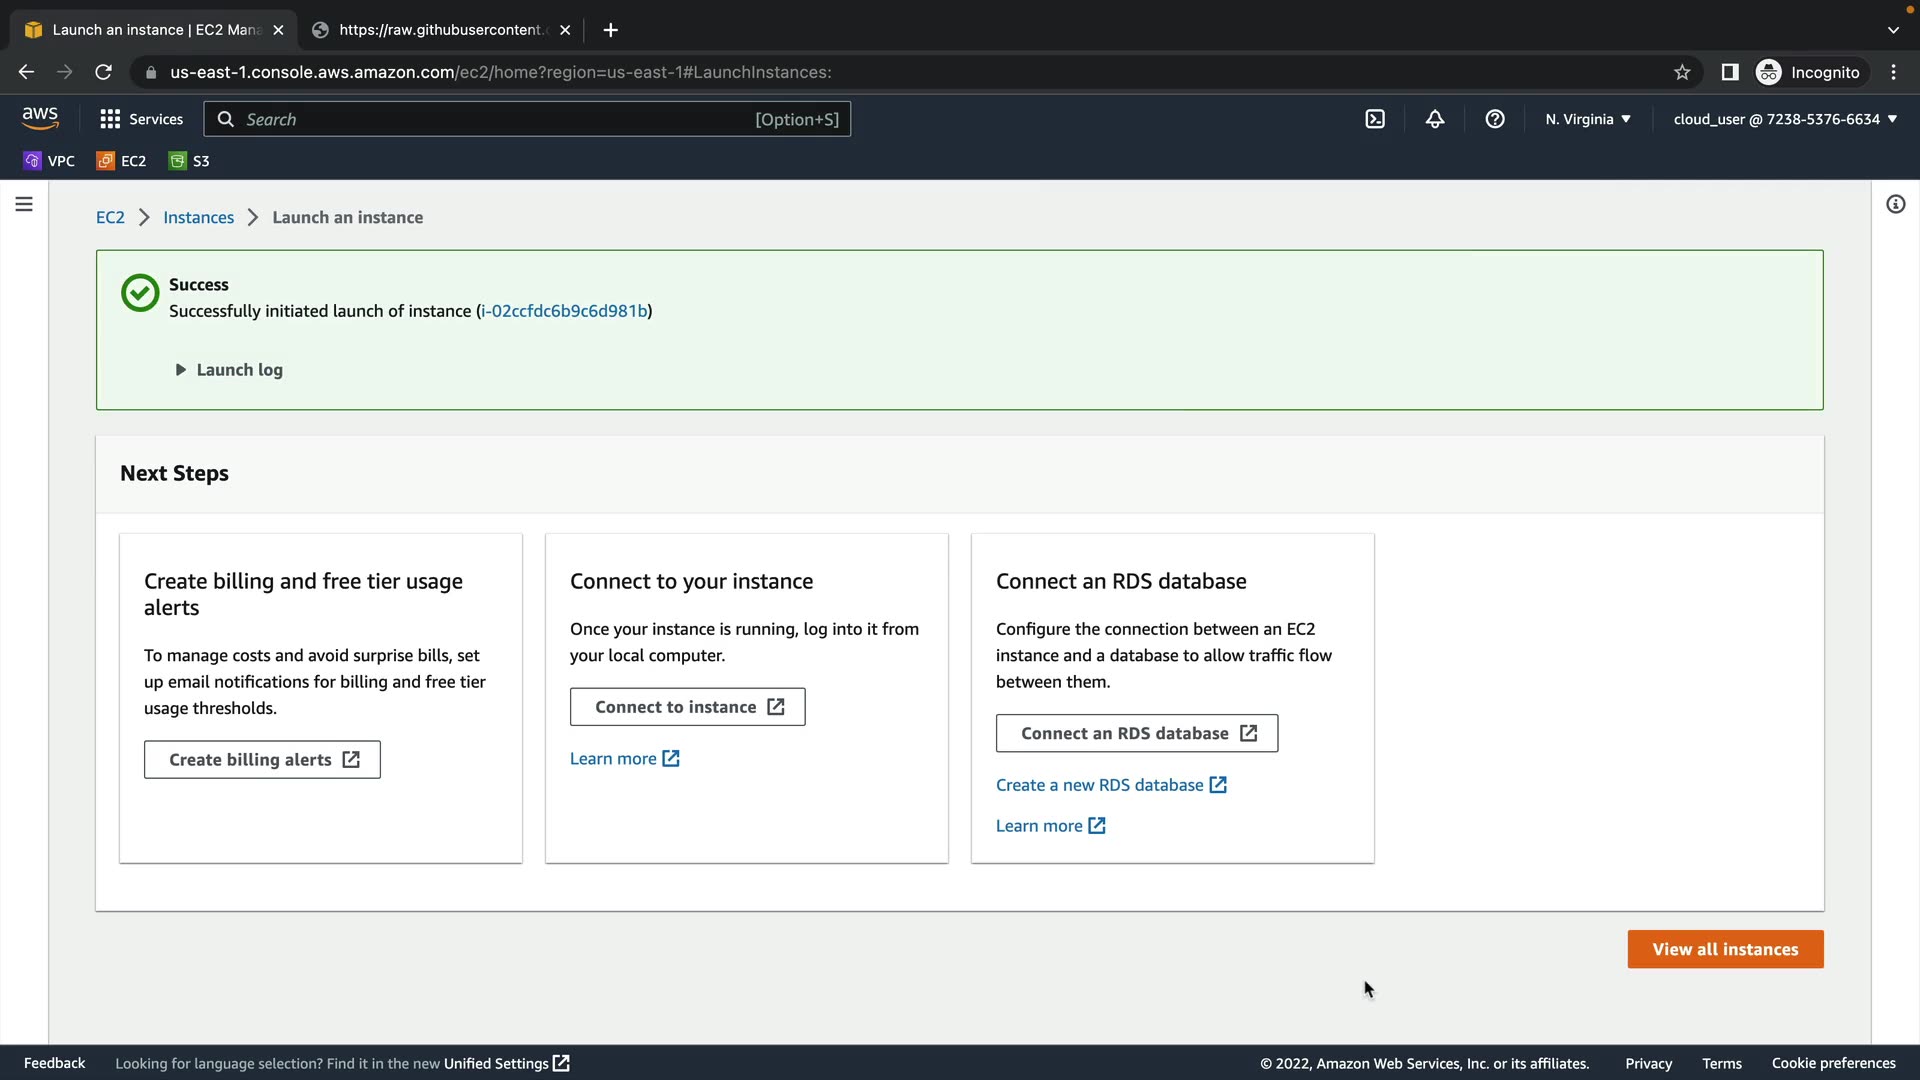 Launch an instance | EC2 Mana
https://raw.githubusercontent.
us-east-1.console.aws.amazon.com/ec2/home?region=us-east-1#LaunchInstances:
Incognito
aws
Services
Search
[Option+S]
N. Virginia
cloud_user @ 7238-5376-6634
VPC
EC2
S3
EC2 > Instances > Launch an instance
Success
Successfully initiated launch of instance (i-02ccfdc6b9c6d981b)
Launch log
Next Steps
Create billing and free tier usage
alerts
To manage costs and avoid surprise bills, set
up email notifications for billing and free tier
usage thresholds.
Create billing alerts
Connect to your instance
Once your instance is running, log into it from
your local computer.
Connect to instance
Learn more
Connect an RDS database
Configure the connection between an EC2
instance and a database to allow traffic flow
between them.
Connect an RDS database
Create a new RDS database
Learn more
View all instances
Feedback
Looking for language selection? Find it in the new Unified Settings
© 2022, Amazon Web Services, Inc. or its affiliates.
Privacy
Terms
Cookie preferences